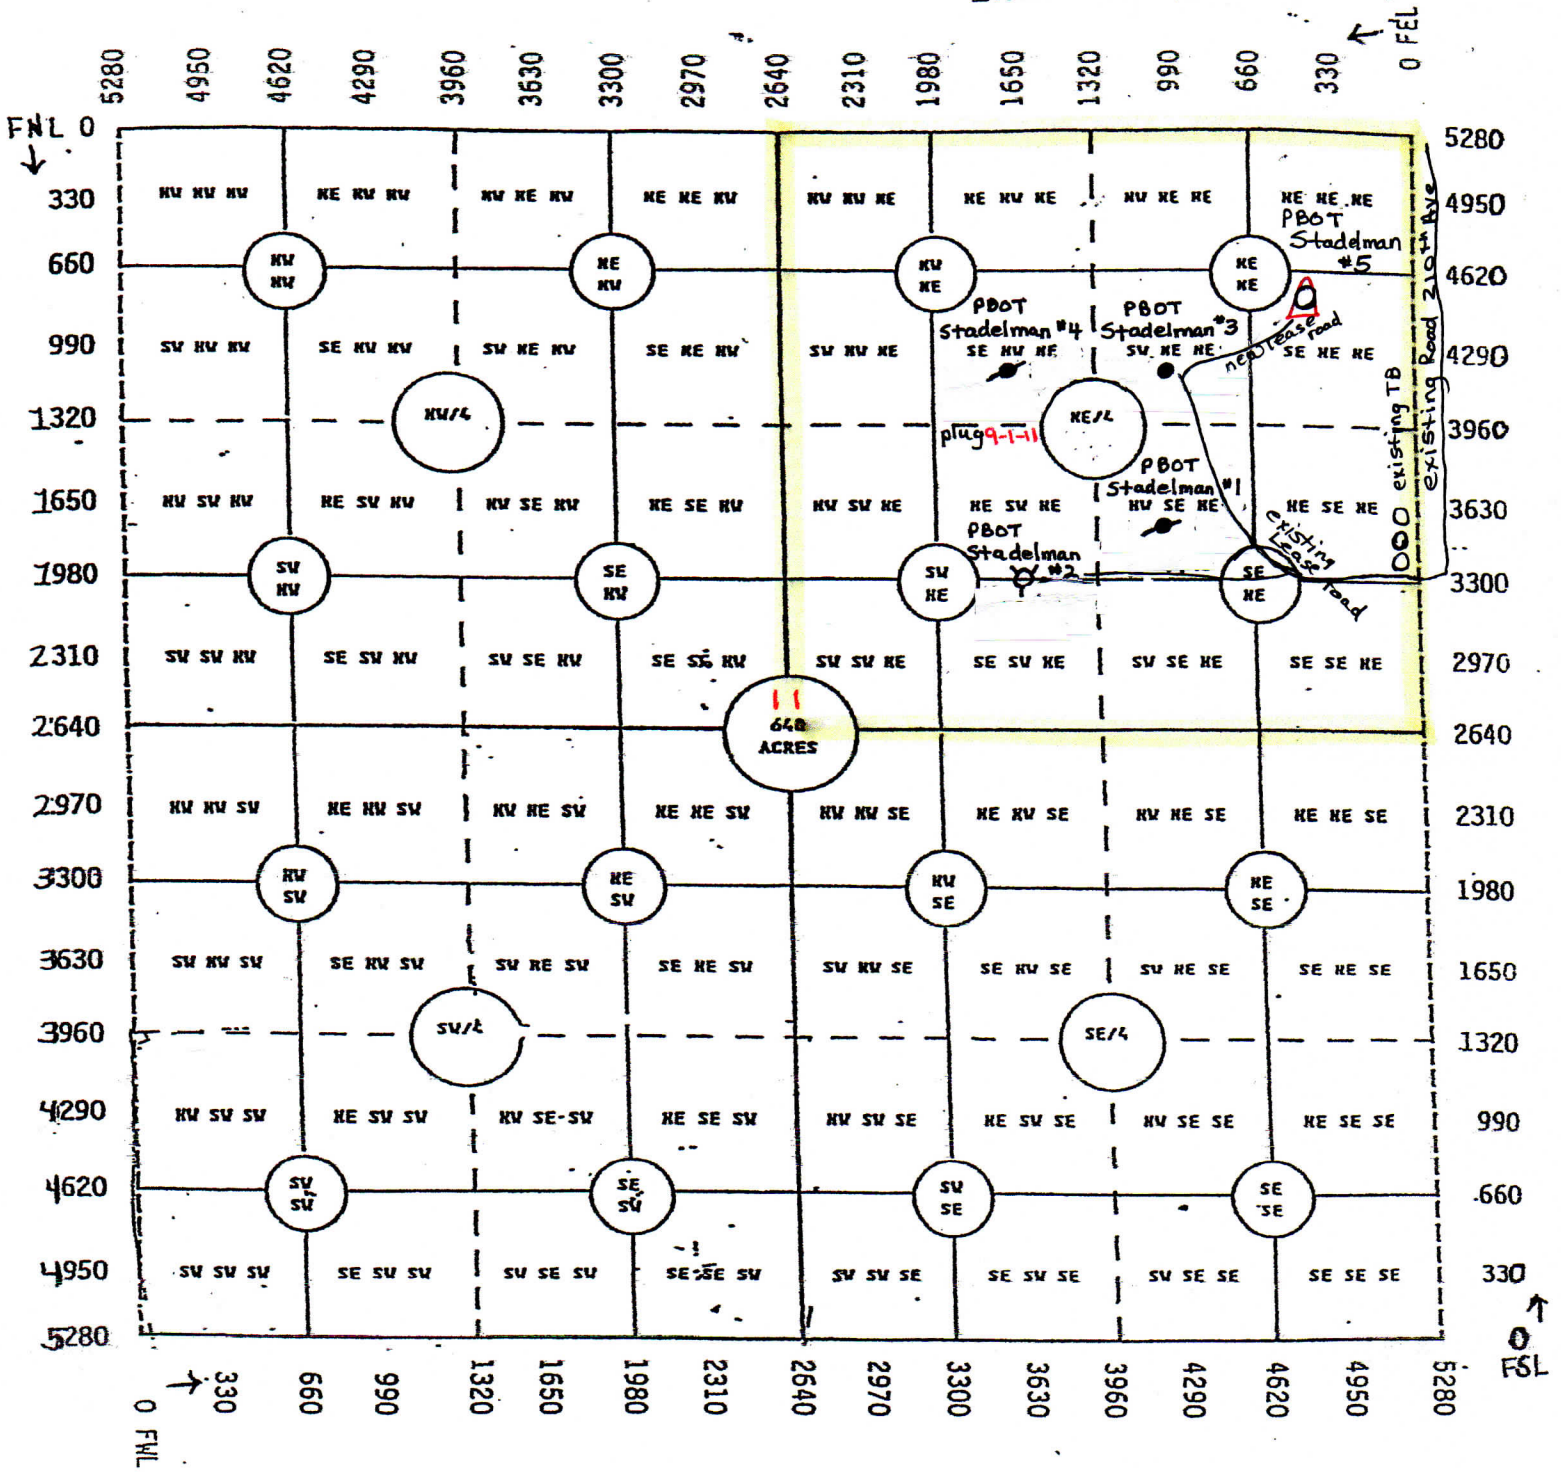 0 FEL
5280 4950 4620 4290 3960 3630 3300 2970 2640 2310 1980 1650 1320 990 660 330
FNL 0 5280
330 NW NW NW NE NW NW NW NE NW NE NE NW NW NW NE NE NW NE NW NE NE NE NE NE 4950
PBOT
Stadelman
#5
660 NW NW NE NW NW NE NE NE 4620
PBOT
Stadelman #4
PBOT
Stadelman #3
new lease road
990 SW NW NW SE NW NW SW NE NW SE NE NW SW NW NE SE NW NE SW NE NE SE NE NE 4290
1320 NW/4 NE/4 3960
plug 9-1-11
PBOT
Stadelman #1
000 existing TB
existing Road 210th Ave
1650 NW SW NW NE SW NW NW SE NW NE SE NW NW SW NE NE SW NE NW SE NE NE SE NE 3630
PBOT
Stadelman
#2
existing
Lease
road
1980 SW NW SE NW SW NE SE NE 3300
2310 SW SW NW SE SW NW SW SE NW SE SE NW SW SW NE SE SW NE SW SE NE SE SE NE 2970
11
2640 640 2640
ACRES
2970 NW NW SW NE NW SW NW NE SW NE NE SW NW NW SE NE NW SE NW NE SE NE NE SE 2310
3300 NW SW NE SW NW SE NE SE 1980
3630 SW NW SW SE NW SW SW NE SW SE NE SW SW NW SE SE NW SE SW NE SE SE NE SE 1650
3960 SW/4 SE/4 1320
4290 NW SW SW NE SW SW NW SE SW NE SE SW NW SW SE NE SW SE NW SE SE NE SE SE 990
4620 SW SW SE SW SW SE SE SE 660
4950 SW SW SW SE SW SW SW SE SW SE SE SW SW SW SE SE SW SE SW SE SE SE SE SE 330
5280 0
FSL
0 FWL 330 660 990 1320 1650 1980 2310 2640 2970 3300 3630 3960 4290 4620 4950 5280